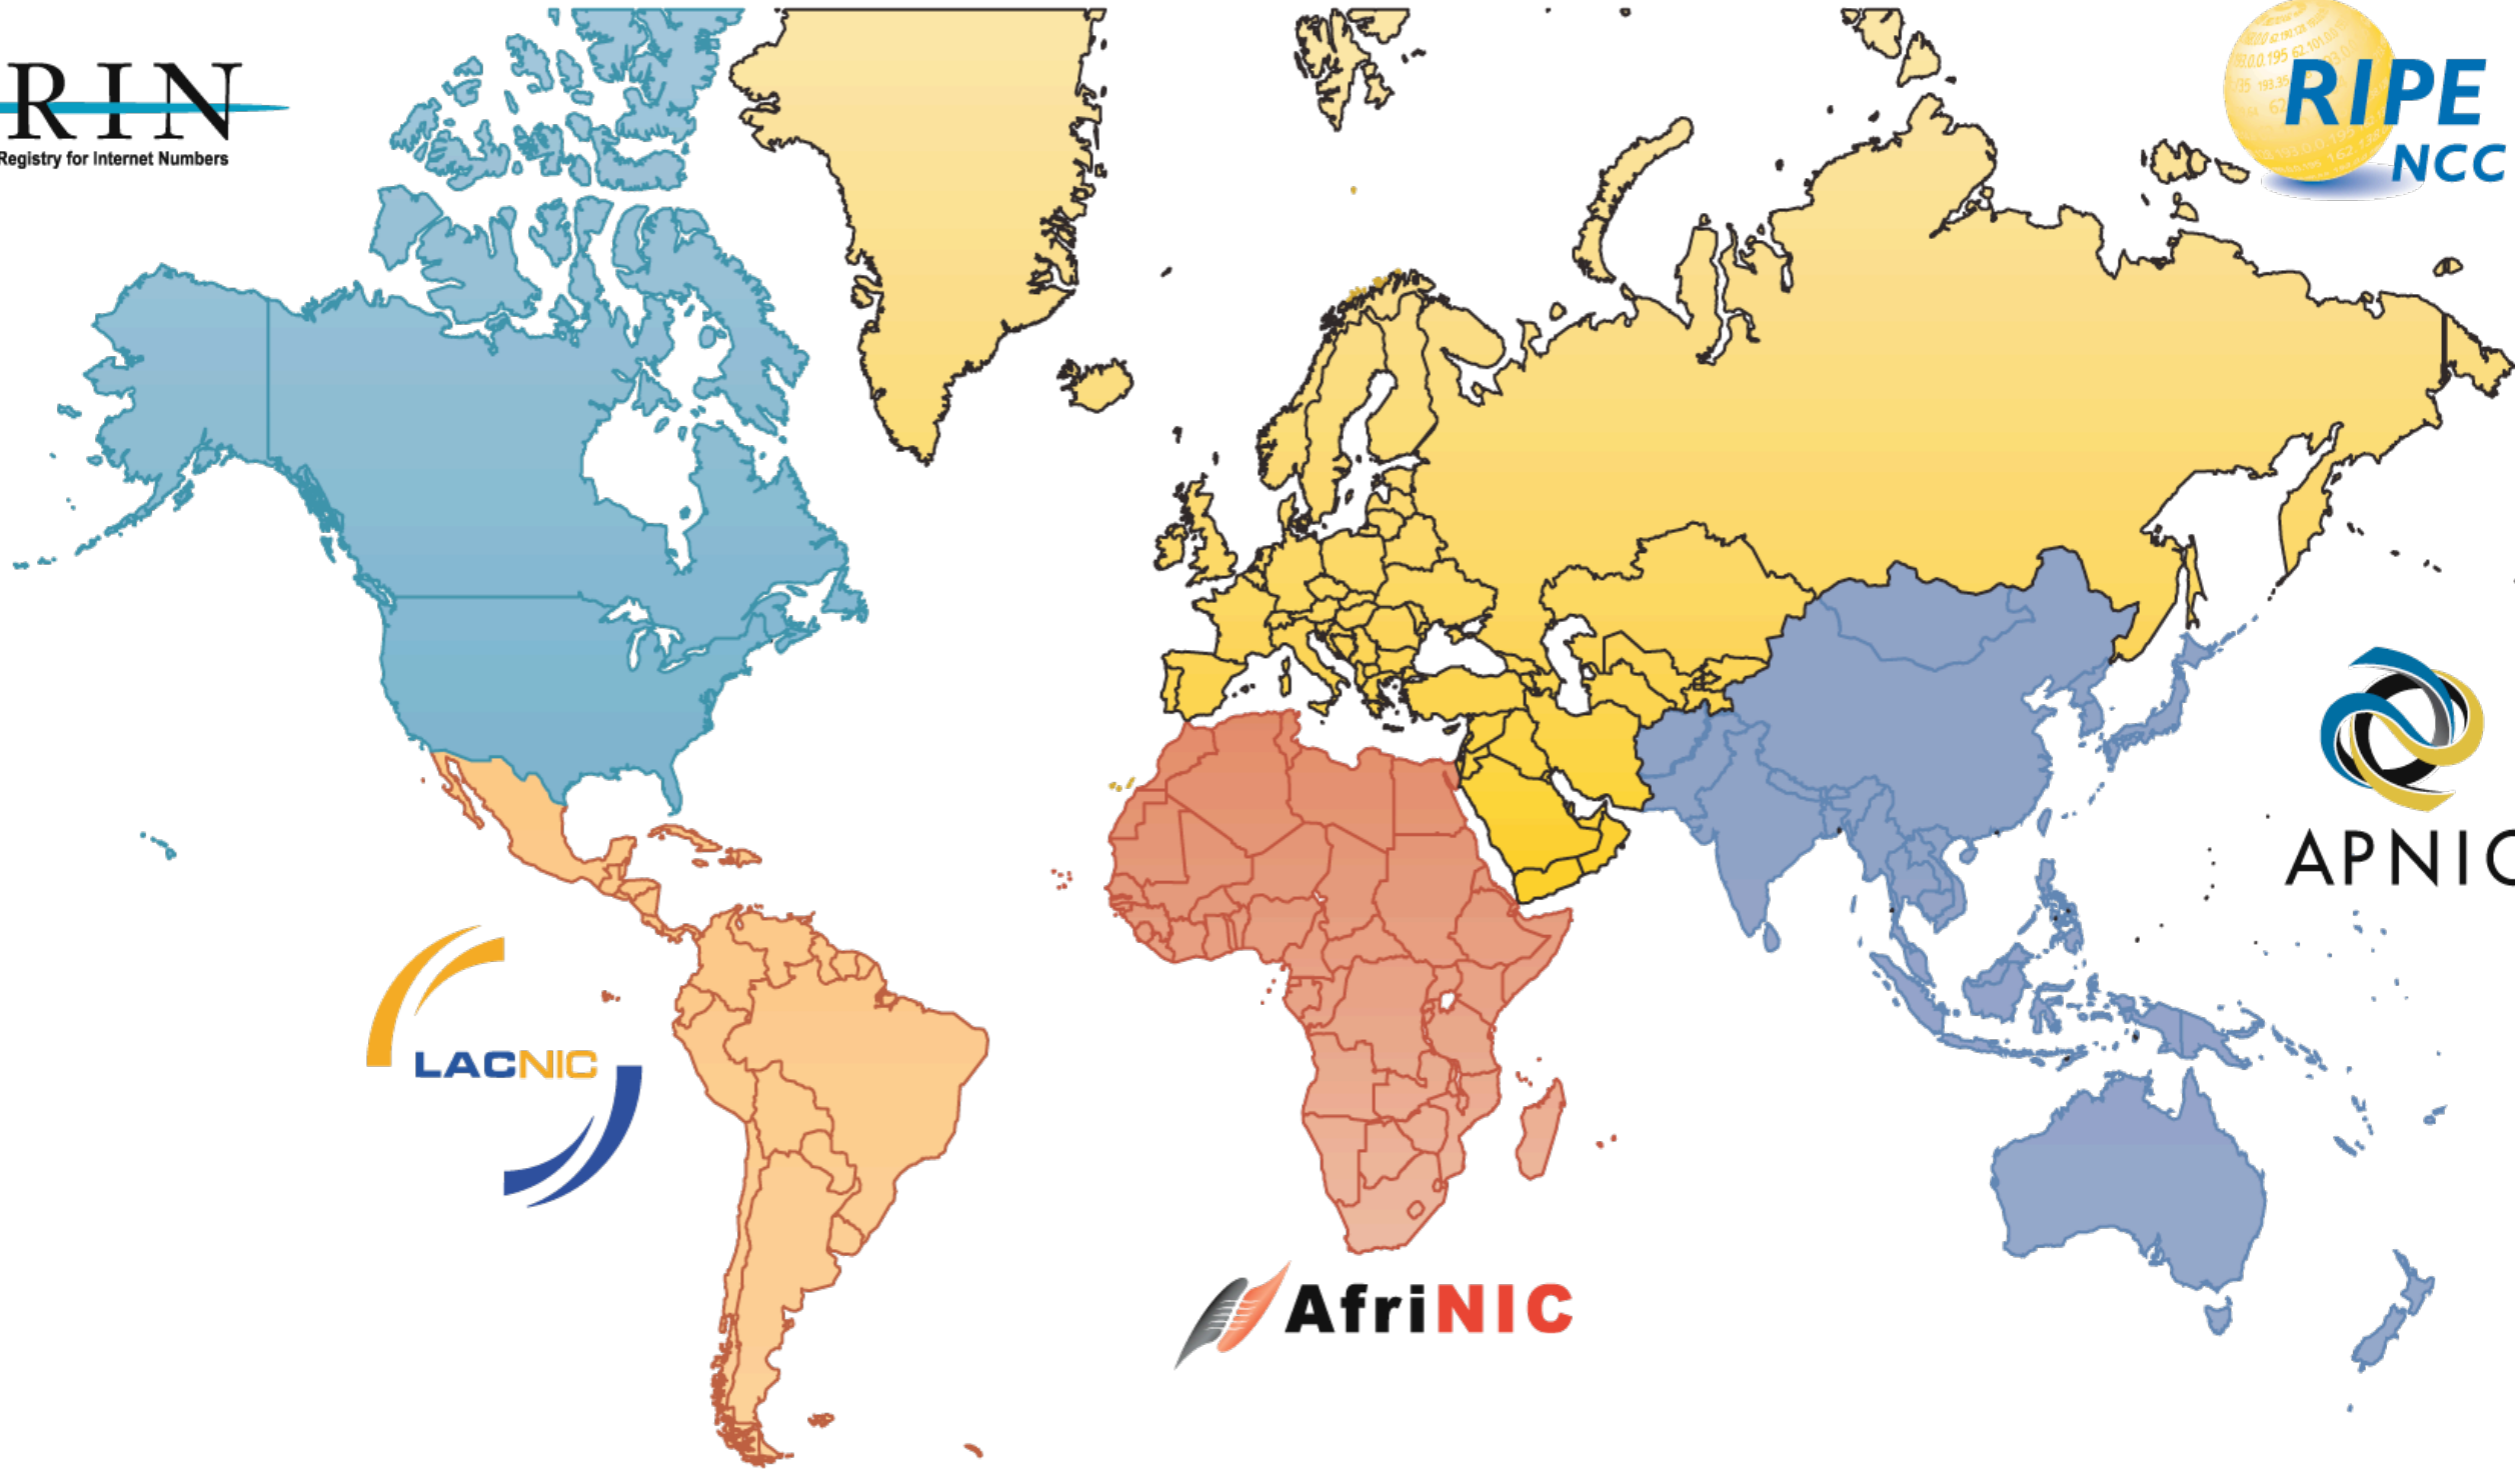 RIN
Registry for Internet Numbers
RIPE
NCC
APNIC
LACNIC
AfriNIC